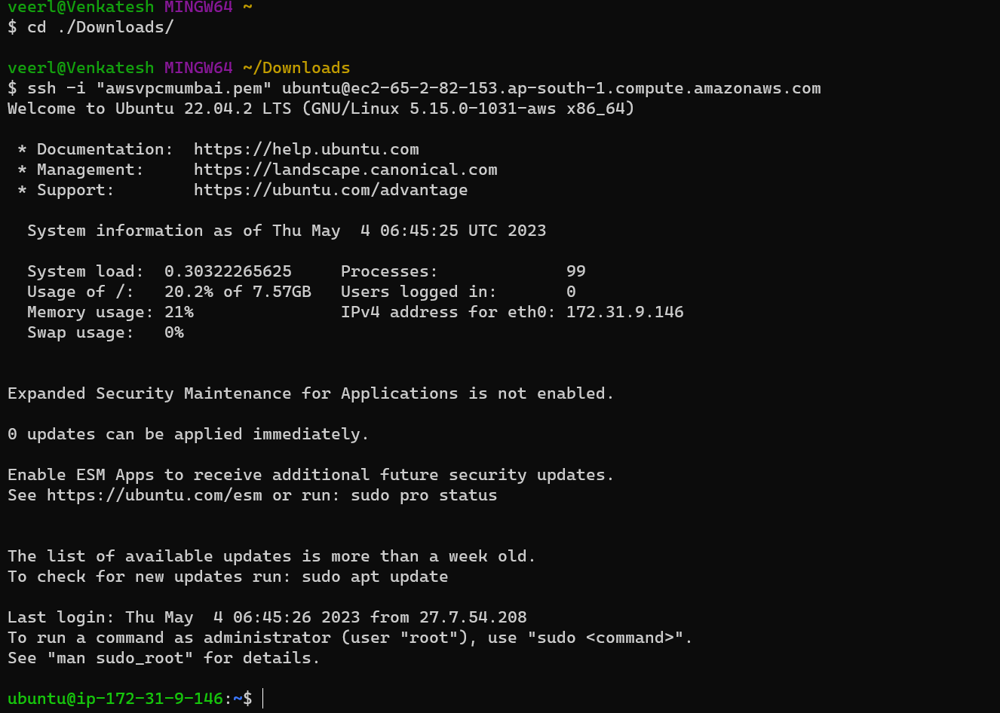 veerl@Venkatesh MINGW64 ~
$ cd ./Downloads/
veerl@Venkatesh MINGW64 ~/Downloads
$ ssh -i "awsvpcmumbai.pem" ubuntu@ec2-65-2-82-153.ap-south-1.compute.amazonaws.com
Welcome to Ubuntu 22.04.2 LTS (GNU/Linux 5.15.0-1031-aws x86_64)
* Documentation:  https://help.ubuntu.com
* Management:     https://landscape.canonical.com
* Support:        https://ubuntu.com/advantage
System information as of Thu May  4 06:45:25 UTC 2023
System load:  0.30322265625     Processes:             99
Usage of /:   20.2% of 7.57GB   Users logged in:       0
Memory usage: 21%               IPv4 address for eth0: 172.31.9.146
Swap usage:   0%
Expanded Security Maintenance for Applications is not enabled.
0 updates can be applied immediately.
Enable ESM Apps to receive additional future security updates.
See https://ubuntu.com/esm or run: sudo pro status
The list of available updates is more than a week old.
To check for new updates run: sudo apt update
Last login: Thu May  4 06:45:26 2023 from 27.7.54.208
To run a command as administrator (user "root"), use "sudo <command>".
See "man sudo_root" for details.
ubuntu@ip-172-31-9-146:~$